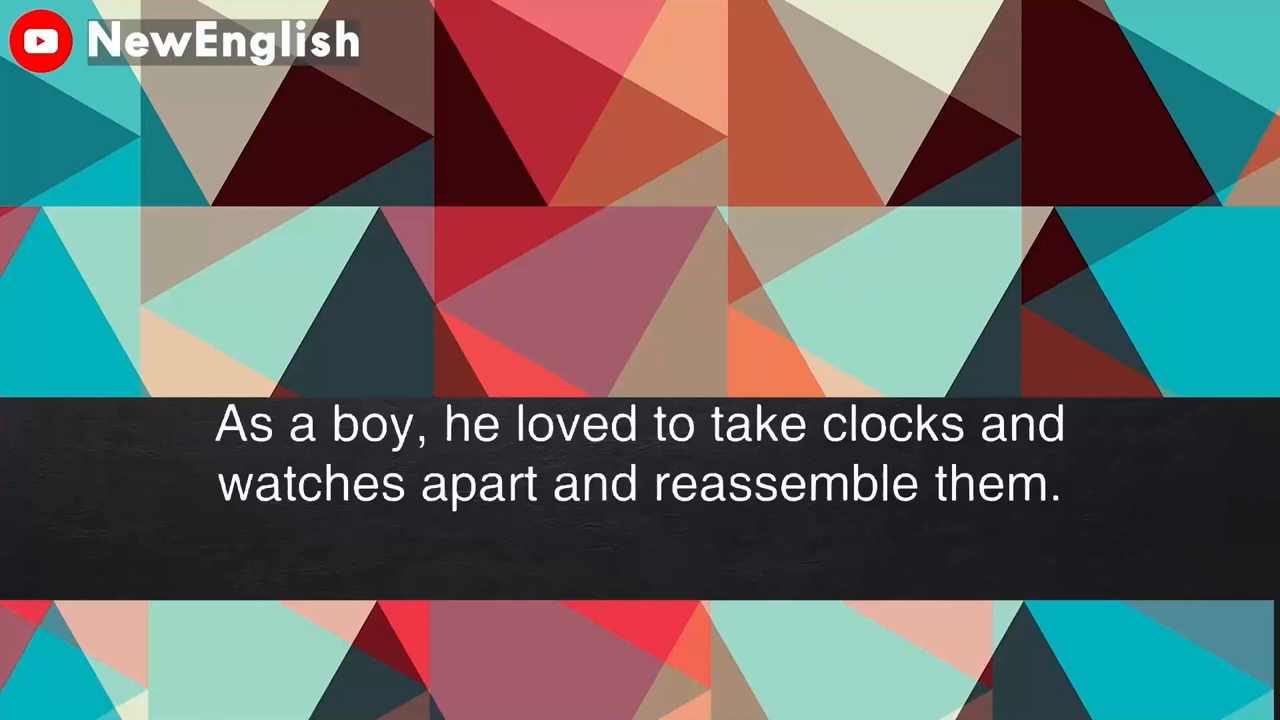 NewEnglish
As a boy, he loved to take clocks and
watches apart and reassemble them.